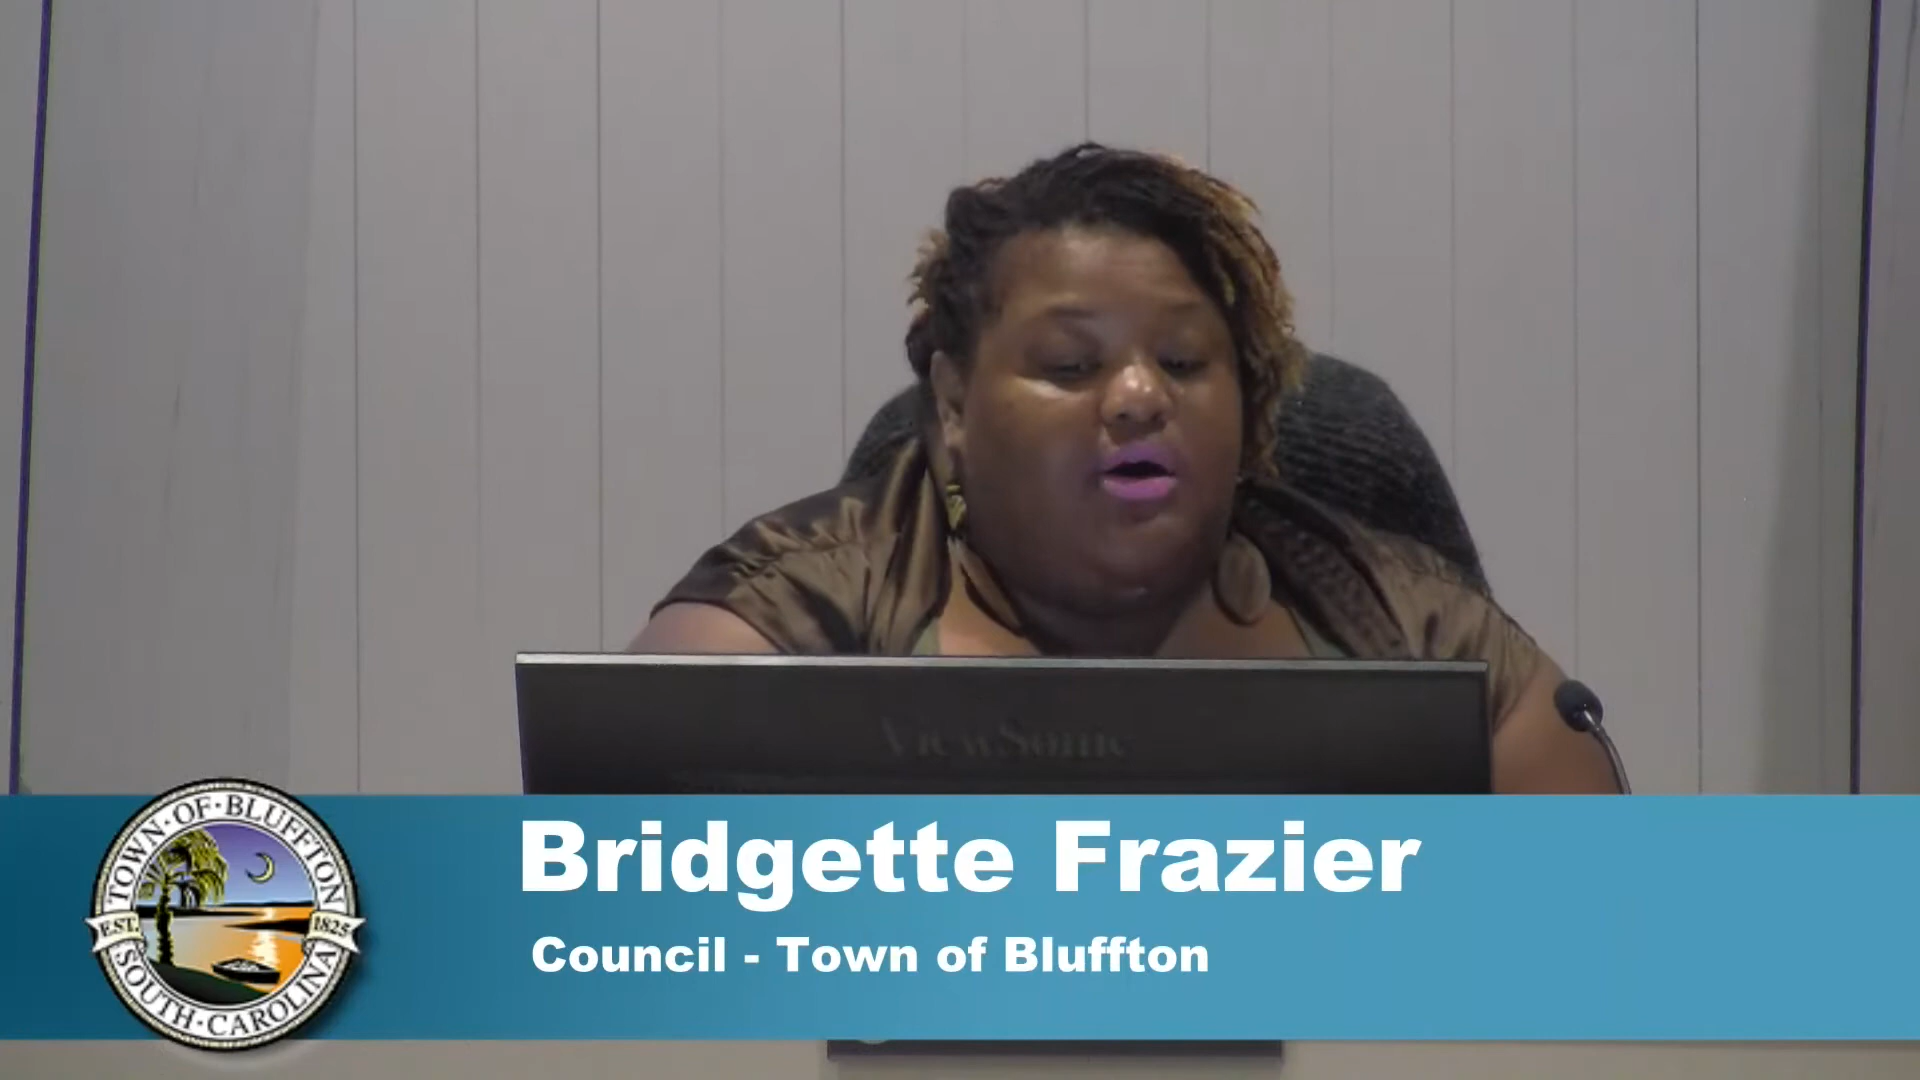 ViewSonic
Bridgette Frazier
Council - Town of Bluffton
TOWN·OF·BLUFFTON
EST. 1825
SOUTH·CAROLINA